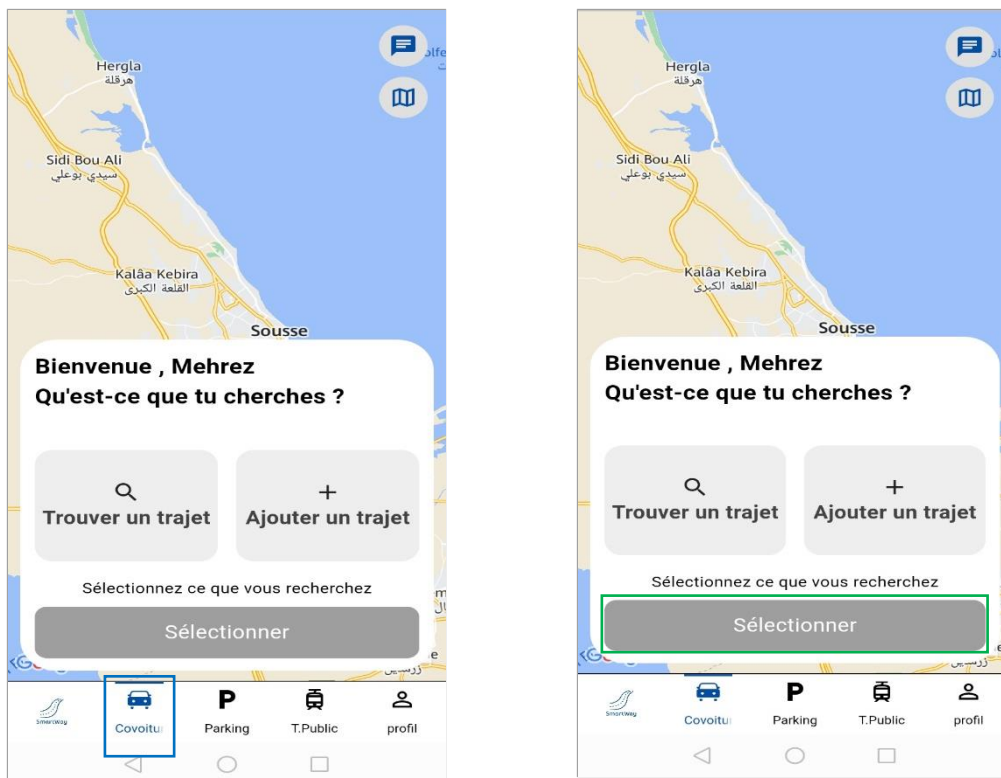 olfe
Hergla
هرقلة
Sidi Bou Ali
سيدي بوعلي
Kalâa Kebira
القلعة الكبرى
Sousse
Bienvenue , Mehrez
Qu'est-ce que tu cherches ?
Trouver un trajet
Ajouter un trajet
Sélectionnez ce que vous recherchez
Sélectionner
SmartWay
Covoitu
Parking
T.Public
profil
Hergla
هرقلة
Sidi Bou Ali
سيدي بوعلي
Kalâa Kebira
القلعة الكبرى
Sousse
Bienvenue , Mehrez
Qu'est-ce que tu cherches ?
Trouver un trajet
Ajouter un trajet
Sélectionnez ce que vous recherchez
Sélectionner
SmartWay
Covoitu
Parking
T.Public
profil